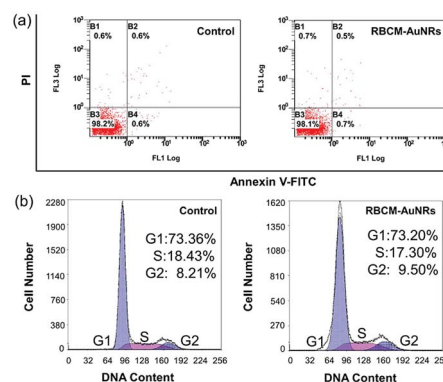 (a)
B1
0.6%
B2
0.6%
Control
B3
98.2%
B4
0.6%
10³
10²
10¹
10⁰
FL3 Log
10⁰ 10¹ 10² 10³
FL1 Log
B1
0.7%
B2
0.5%
RBCM-AuNRs
B3
98.1%
B4
0.7%
10³
10²
10¹
10⁰
FL3 Log
10⁰ 10¹ 10²
FL1 Log
PI
Annexin V-FITC
(b)
Control
G1:73.36%
S:18.43%
G2: 8.21%
2280
1900
1520
1140
760
380
0
Cell Number
G1 S G2
0 32 64 96 128 160 192 224 256
DNA Content
RBCM-AuNRs
G1:73.20%
S:17.30%
G2: 9.50%
1620
1350
1080
810
540
270
0
Cell Number
G1 S G2
0 32 64 96 128 160 192 224 256
DNA Content